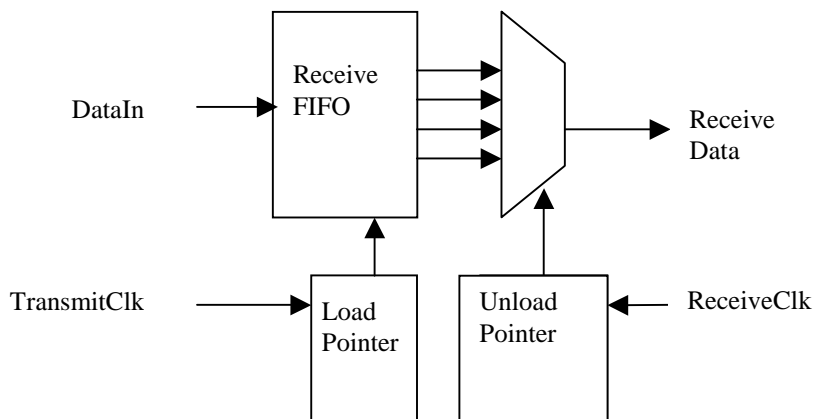 Receive
FIFO
DataIn
Receive
Data
TransmitClk
Load
Pointer
Unload
Pointer
ReceiveClk